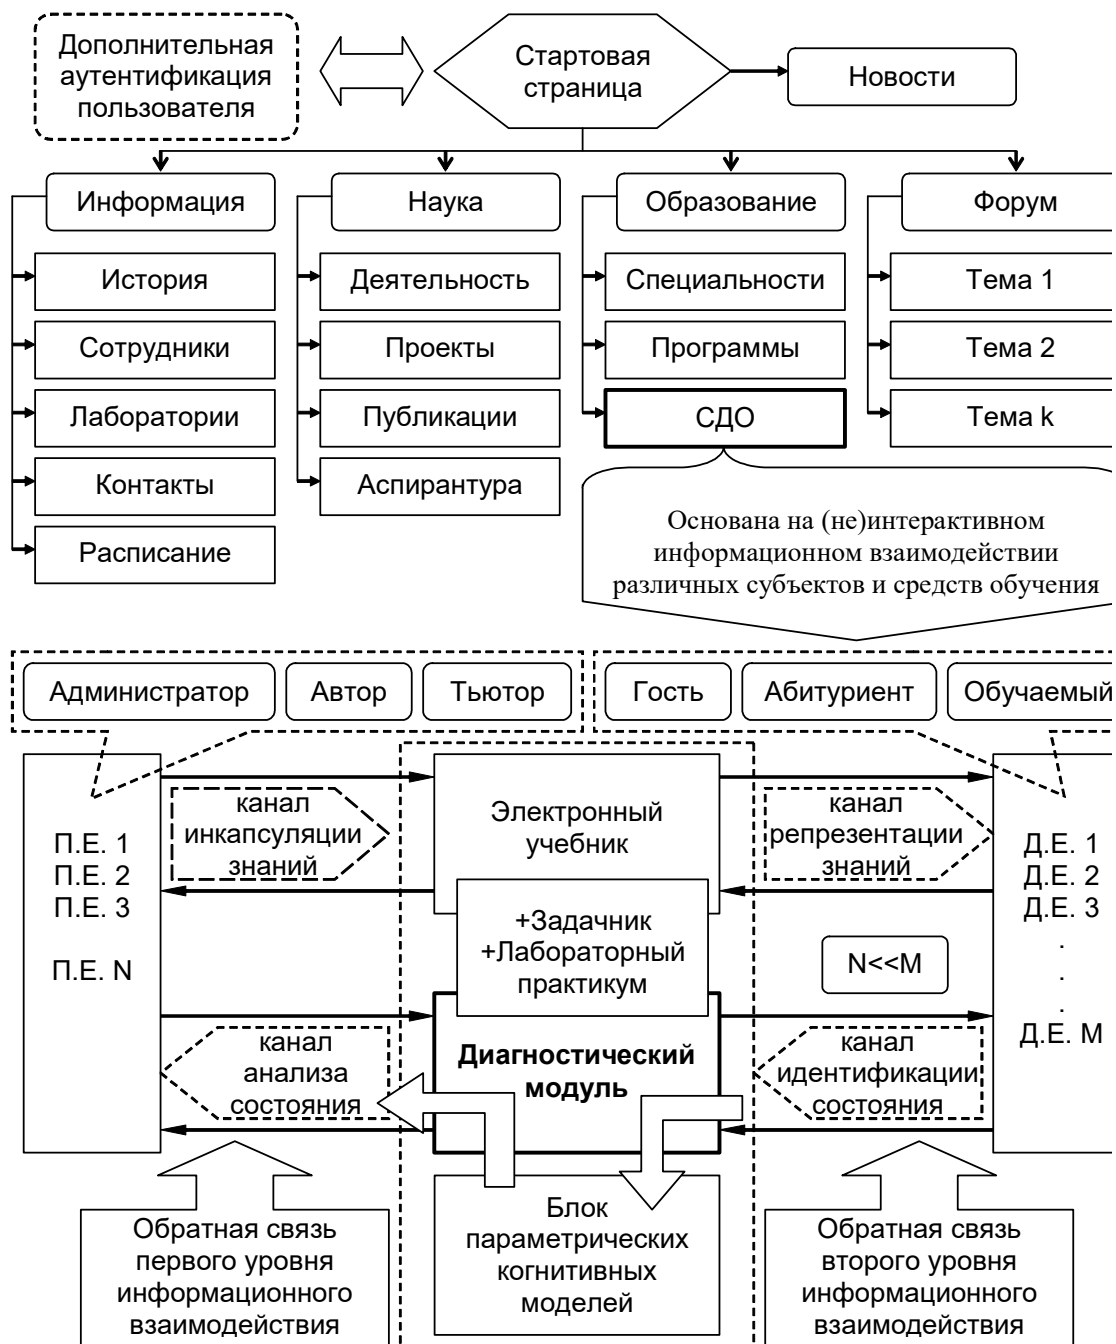 Дополнительная
аутентификация
пользователя
Стартовая
страница
Новости
Информация
Наука
Образование
Форум
История
Деятельность
Специальности
Тема 1
Сотрудники
Проекты
Программы
Тема 2
Лаборатории
Публикации
СДО
Тема k
Контакты
Аспирантура
Расписание
Основана на (не)интерактивном
информационном взаимодействии
различных субъектов и средств обучения
Администратор
Автор
Тьютор
Гость
Абитуриент
Обучаемый
П.Е. 1
П.Е. 2
П.Е. 3
П.Е. N
канал
инкапсуляции
знаний
Электронный
учебник
канал
репрезентации
знаний
Д.Е. 1
Д.Е. 2
Д.Е. 3
.
.
.
Д.Е. M
+Задачник
+Лабораторный
практикум
N<<M
канал
анализа
состояния
Диагностический
модуль
канал
идентификации
состояния
Обратная связь
первого уровня
информационного
взаимодействия
Блок
параметрических
когнитивных
моделей
Обратная связь
второго уровня
информационного
взаимодействия